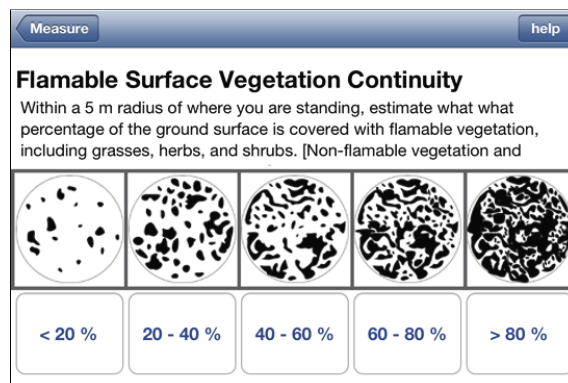 Measure
help
Flamable Surface Vegetation Continuity
Within a 5 m radius of where you are standing, estimate what what
percentage of the ground surface is covered with flamable vegetation,
including grasses, herbs, and shrubs. [Non-flamable vegetation and
< 20 %
20 - 40 %
40 - 60 %
60 - 80 %
> 80 %